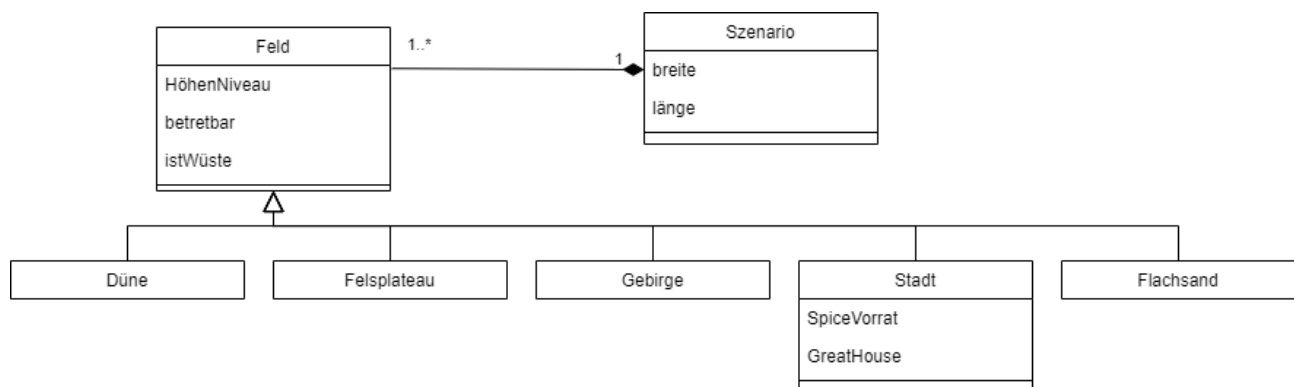 Feld
HöhenNiveau
betretbar
istWüste
1..*
1
Szenario
breite
länge
Düne
Felsplateau
Gebirge
Stadt
SpiceVorrat
GreatHouse
Flachsand